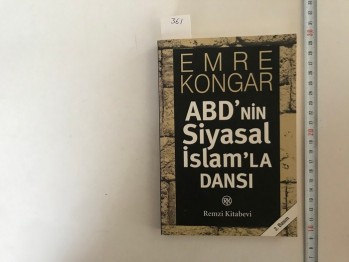 361
EMRE
KONGAR
ABD'NİN
Siyasal
İslam'LA
DANSI
Remzi Kitabevi